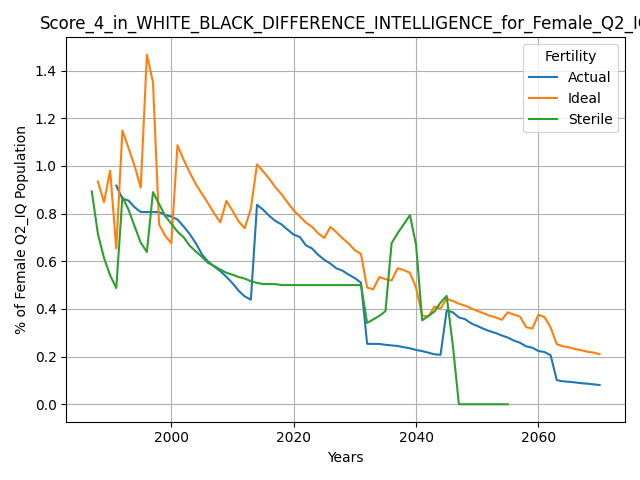 Score_4_in_WHITE_BLACK_DIFFERENCE_INTELLIGENCE_for_Female_Q2_I
Fertility
Actual
Ideal
Sterile
% of Female Q2_IQ Population
1.4
1.2
1.0
0.8
0.6
0.4
0.2
0.0
2000
2020
2040
2060
Years